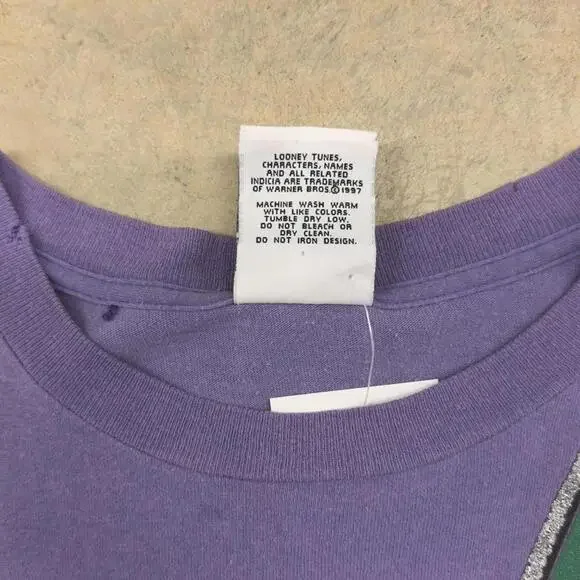 LOONEY TUNES,
CHARACTERS, NAMES
AND ALL RELATED
INDICIA ARE TRADEMARKS
OF WARNER BROS.©1997
MACHINE WASH WARM
WITH LIKE COLORS.
TUMBLE DRY LOW.
DO NOT BLEACH OR
DRY CLEAN.
DO NOT IRON DESIGN.